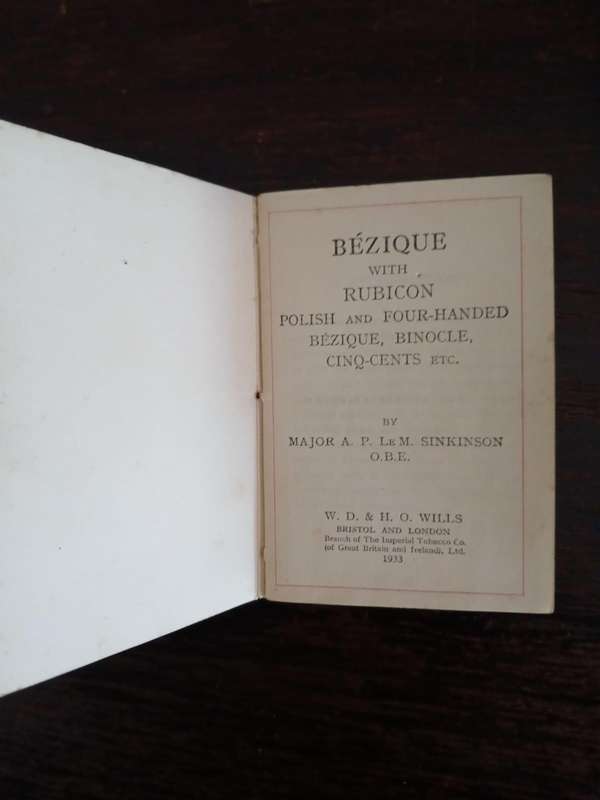 BÉZIQUE
WITH
RUBICON
POLISH AND FOUR-HANDED
BÉZIQUE, BINOCLE,
CINQ-CENTS ETC.
BY
MAJOR A. P. LE M. SINKINSON
O.B.E.
W. D. & H. O. WILLS
BRISTOL AND LONDON
Branch of The Imperial Tobacco Co.
(of Great Britain and Ireland), Ltd.
1933